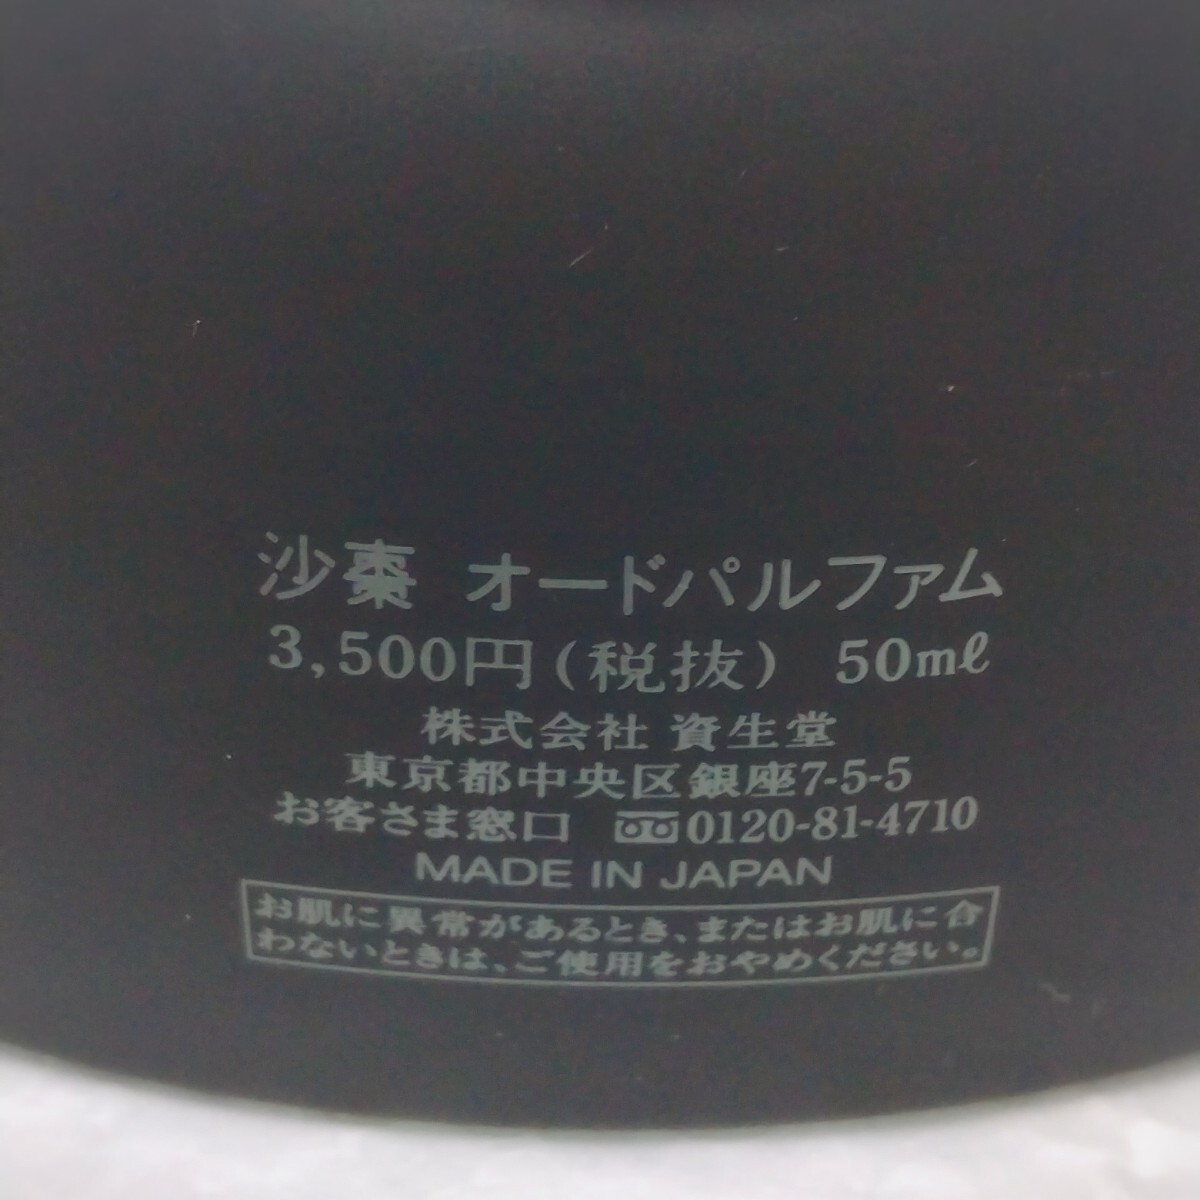 沙棗 オードパルファム
3,500円(税抜) 50mℓ
株式会社 資生堂
東京都中央区銀座7-5-5
お客さま窓口 0120-81-4710
MADE IN JAPAN
お肌に異常があるとき、またはお肌に合
わないときは、ご使用をおやめください。